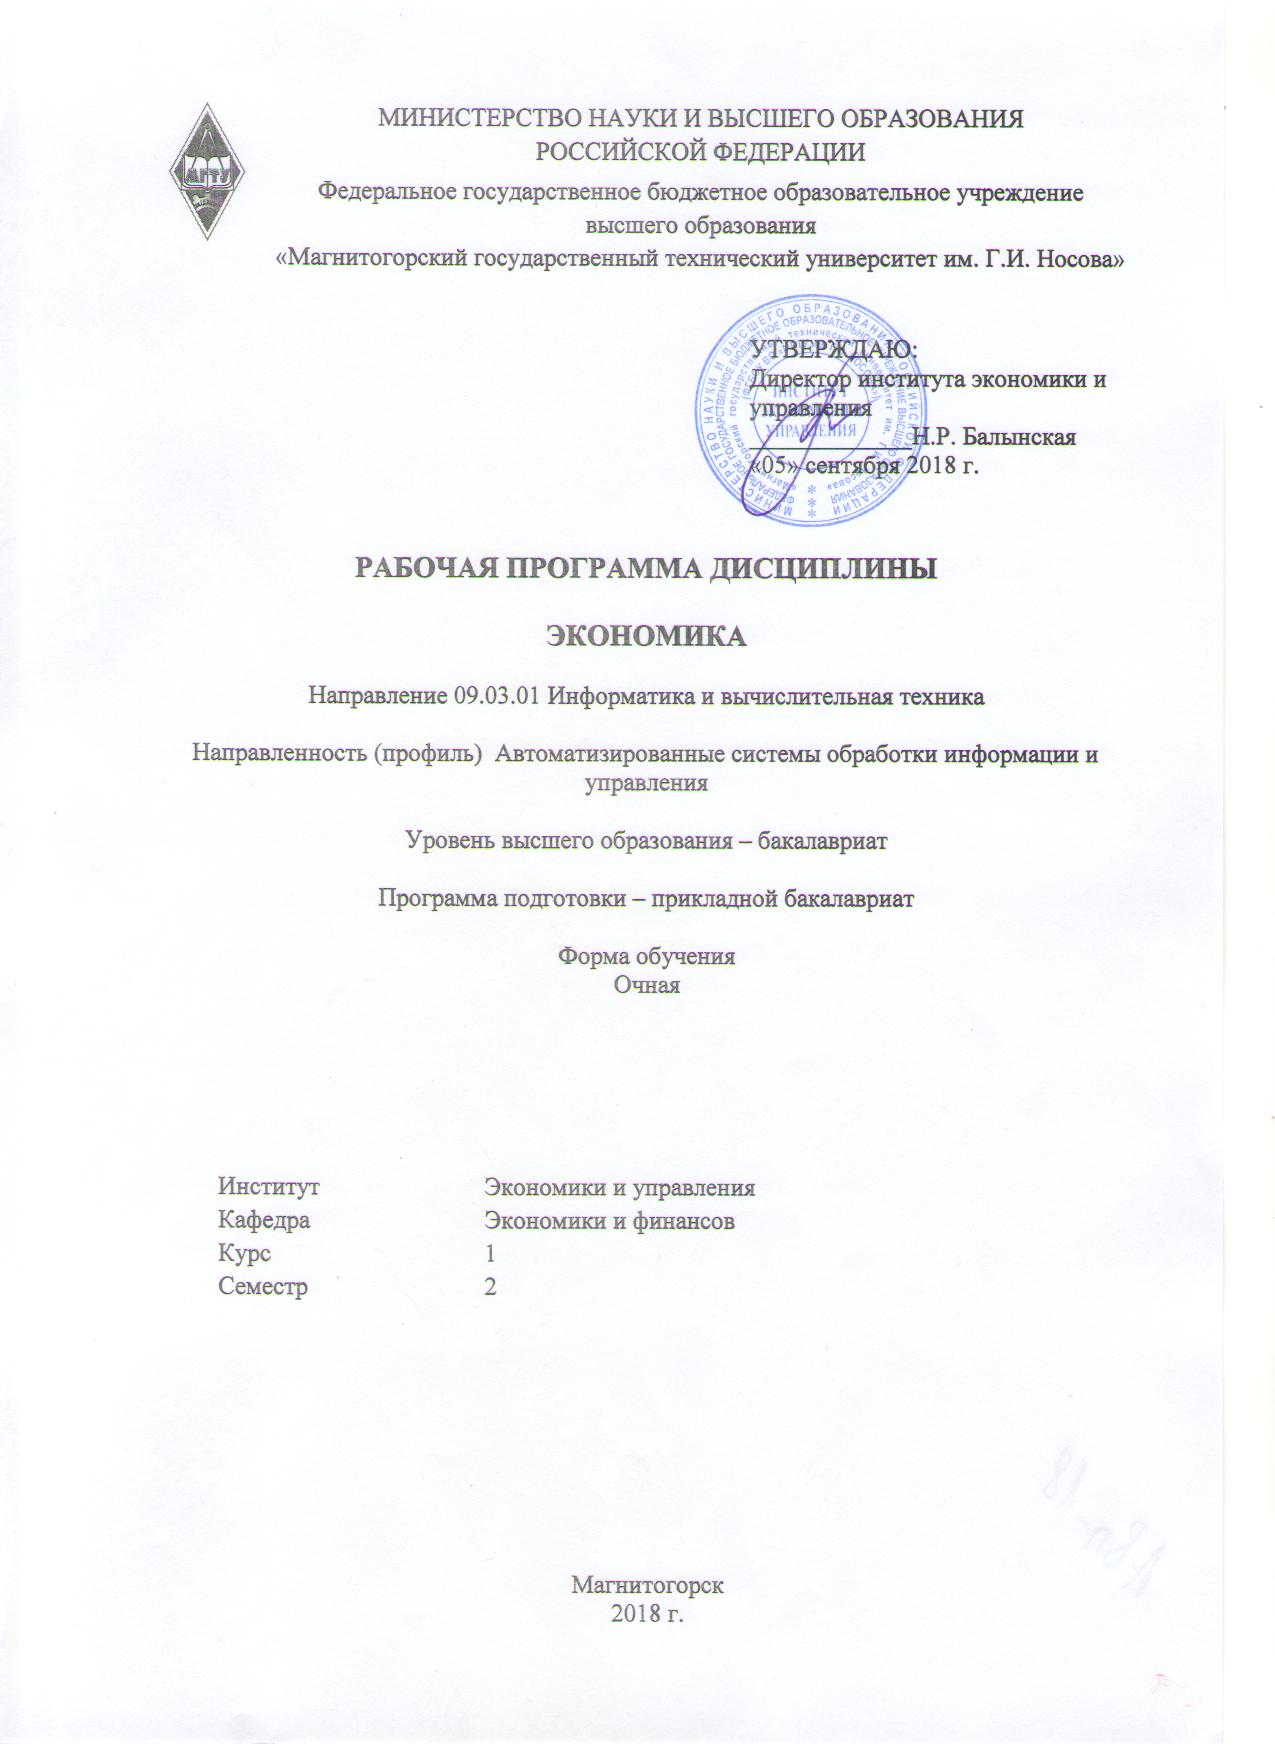 МИНИСТЕРСТВО НАУКИ И ВЫСШЕГО ОБРАЗОВАНИЯ
РОССИЙСКОЙ ФЕДЕРАЦИИ
Федеральное государственное бюджетное образовательное учреждение
высшего образования
«Магнитогорский государственный технический университет им. Г.И. Носова»
МГТУ
УТВЕРЖДАЮ:
Директор института экономики и
управления
____________Н.Р. Балынская
«05» сентября 2018 г.
РАБОЧАЯ ПРОГРАММА ДИСЦИПЛИНЫ
ЭКОНОМИКА
Направление 09.03.01 Информатика и вычислительная техника
Направленность (профиль) Автоматизированные системы обработки информации и
управления
Уровень высшего образования – бакалавриат
Программа подготовки – прикладной бакалавриат
Форма обучения
Очная
Институт Экономики и управления
Кафедра Экономики и финансов
Курс 1
Семестр 2
Магнитогорск
2018 г.